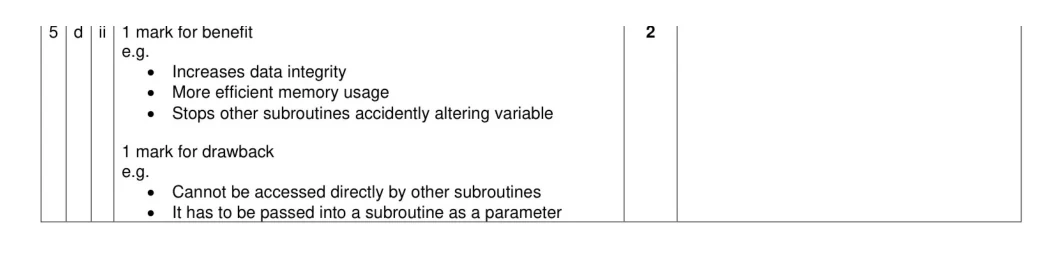 5 d ii 1 mark for benefit 2
e.g.
• Increases data integrity
• More efficient memory usage
• Stops other subroutines accidently altering variable
1 mark for drawback
e.g.
• Cannot be accessed directly by other subroutines
• It has to be passed into a subroutine as a parameter